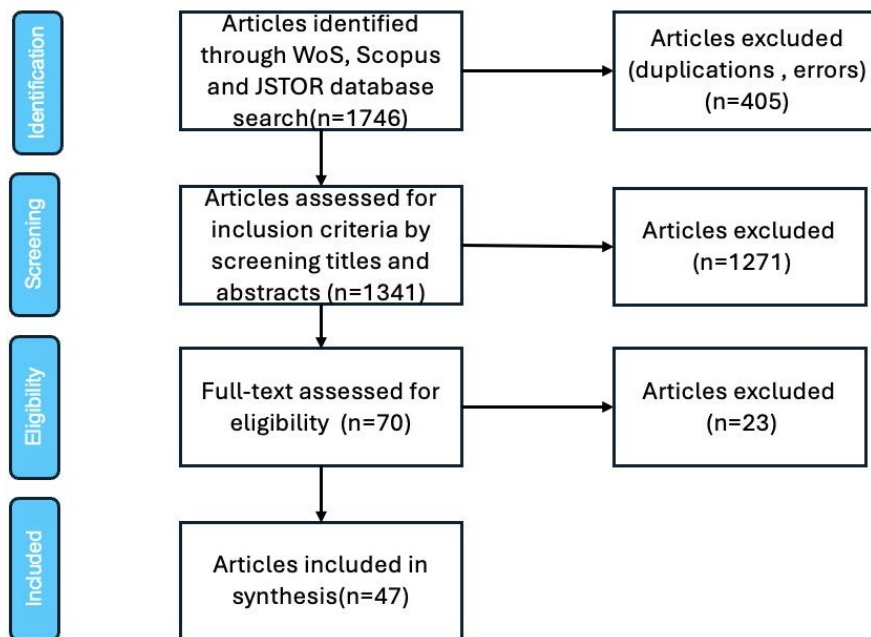 Identification
Articles identified
through WoS, Scopus
and JSTOR database
search(n=1746)
Articles excluded
(duplications , errors)
(n=405)
Screening
Articles assessed for
inclusion criteria by
screening titles and
abstracts (n=1341)
Articles excluded
(n=1271)
Eligibility
Full-text assessed for
eligibility (n=70)
Articles excluded
(n=23)
Included
Articles included in
synthesis(n=47)